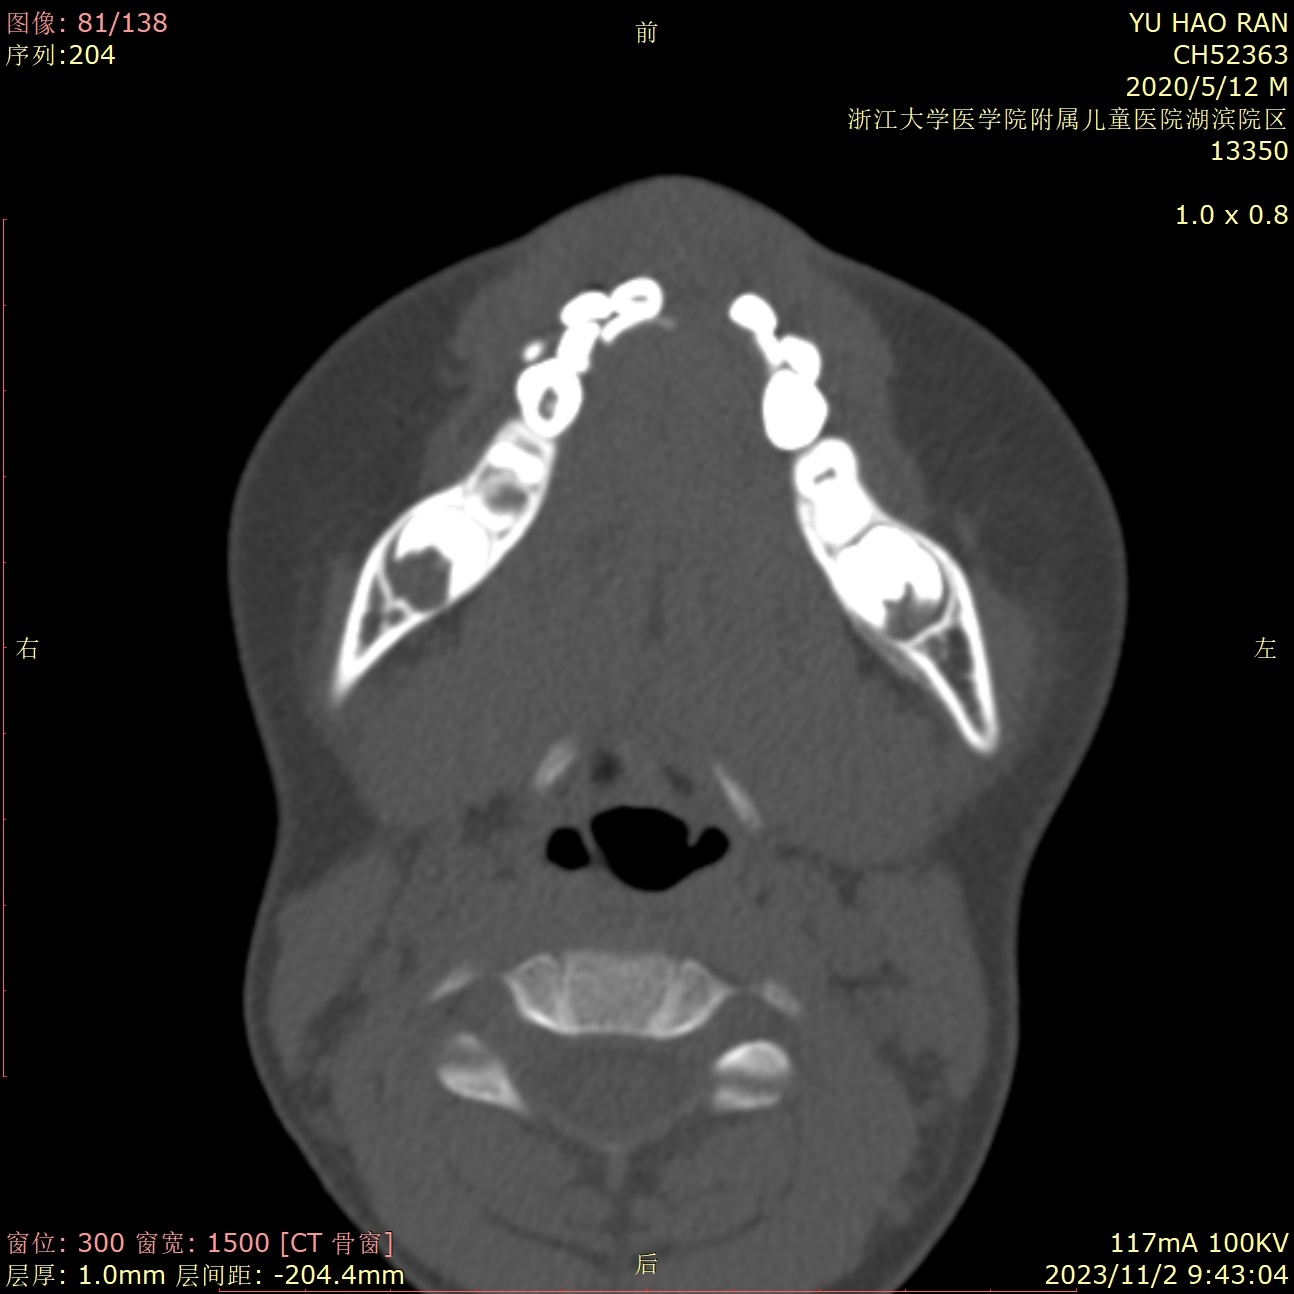 图像: 81/138
序列:204
前
YU HAO RAN
CH52363
2020/5/12 M
浙江大学医学院附属儿童医院湖滨院区
13350
1.0 x 0.8
右
左
窗位: 300 窗宽: 1500 [CT 骨窗]
层厚: 1.0mm 层间距: -204.4mm
后
117mA 100KV
2023/11/2 9:43:04